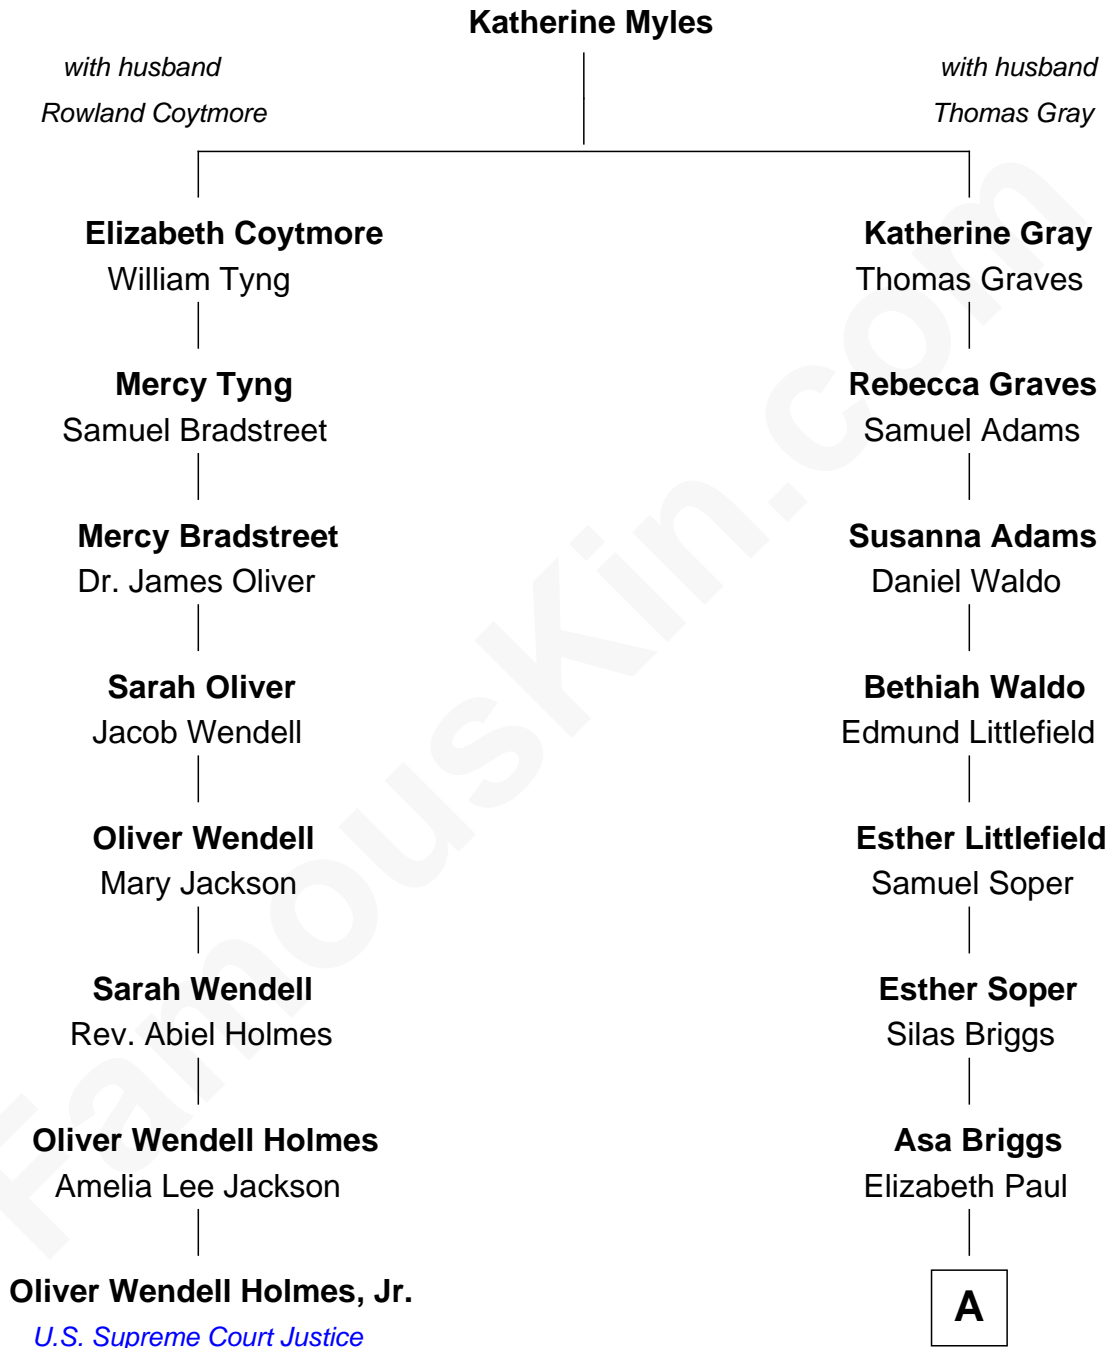 Katherine Myles
with husband
Rowland Coytmore
with husband
Thomas Gray
Elizabeth Coytmore
William Tyng
Katherine Gray
Thomas Graves
Mercy Tyng
Samuel Bradstreet
Rebecca Graves
Samuel Adams
Mercy Bradstreet
Dr. James Oliver
Susanna Adams
Daniel Waldo
Sarah Oliver
Jacob Wendell
Bethiah Waldo
Edmund Littlefield
Oliver Wendell
Mary Jackson
Esther Littlefield
Samuel Soper
Sarah Wendell
Rev. Abiel Holmes
Esther Soper
Silas Briggs
Oliver Wendell Holmes
Amelia Lee Jackson
Asa Briggs
Elizabeth Paul
Oliver Wendell Holmes, Jr.
U.S. Supreme Court Justice
A
FamousKin.com